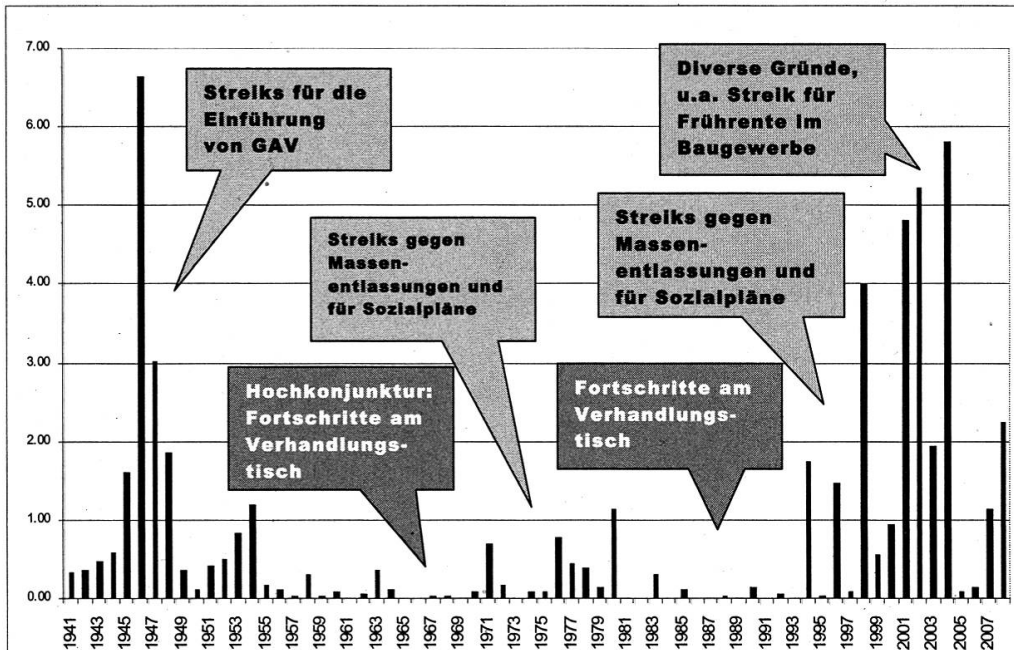 7.00
6.00
5.00
4.00
3.00
2.00
1.00
0.00
Streiks für die
Einführung
von GAV
Streiks gegen
Massen-
entlassungen und
für Sozialpläne
Hochkonjunktur:
Fortschritte am
Verhandlungs-
tisch
Fortschritte am
Verhandlungs-
tisch
Streiks gegen
Massen-
entlassungen und
für Sozialpläne
Diverse Gründe,
u.a. Streik für
Frührente im
Baugewerbe
1941
1943
1945
1947
1949
1951
1953
1955
1957
1959
1961
1963
1965
1967
1969
1971
1973
1975
1977
1979
1981
1983
1985
1987
1989
1991
1993
1995
1997
1999
2001
2003
2005
2007